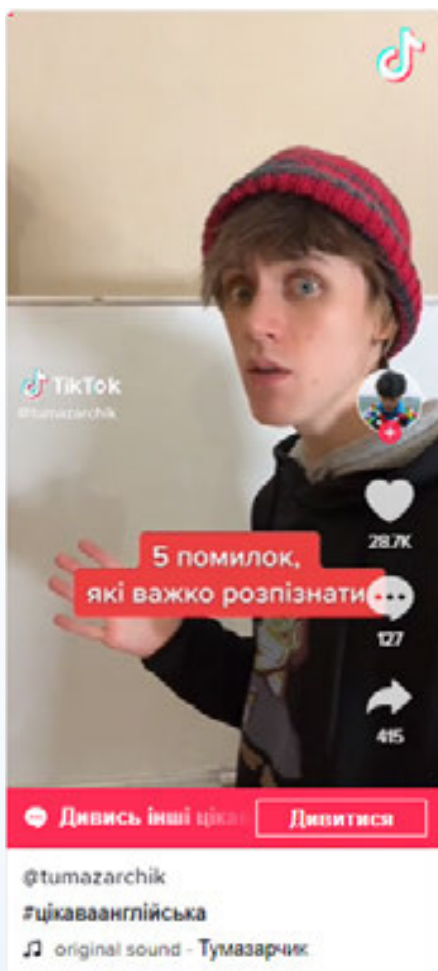 TikTok
@tumazarchik
28.7K
5 помилок,
які важко розпізнати
127
415
Дивись інші ціка
Дивитися
@tumazarchik
#цікаваанглійська
original sound - Тумазарчик